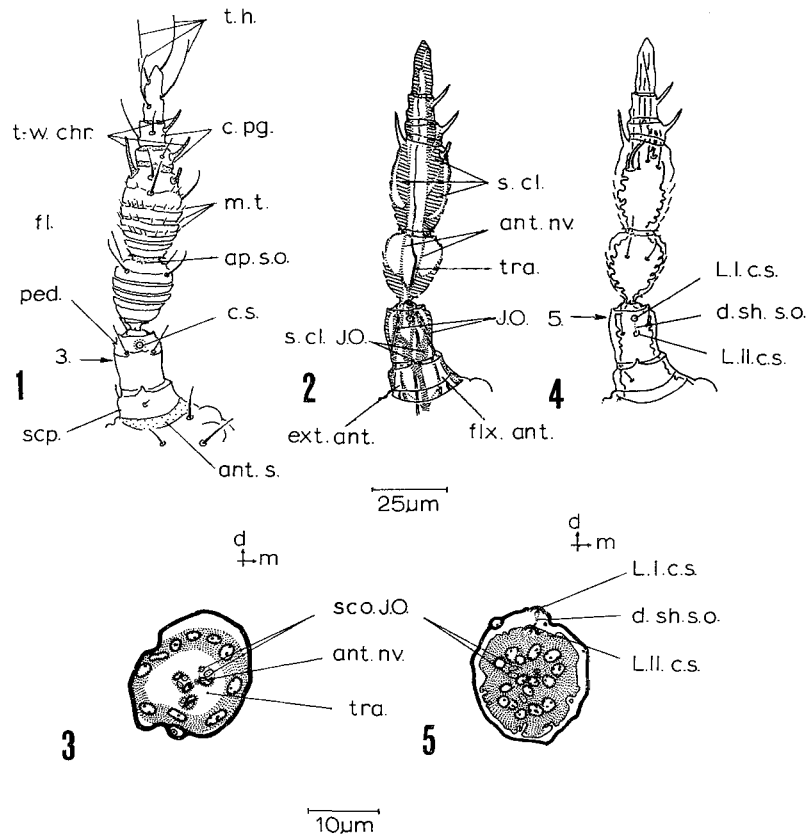 t.h.
t.-w. chr.
c. pg.
m. t.
fl.
ap. s.o.
ped.
c.s.
3.
1
scp.
ant. s.
s. cl.
ant. nv.
tra.
J.O.
s. cl. J.O.
2
ext. ant.
flx. ant.
L.I. c.s.
5.
d. sh. s.o.
L.II. c.s.
4
25µm
d
m
sco. J.O.
ant. nv.
tra.
3
d
m
L.I. c.s.
d. sh. s.o.
L.II. c.s.
5
10µm